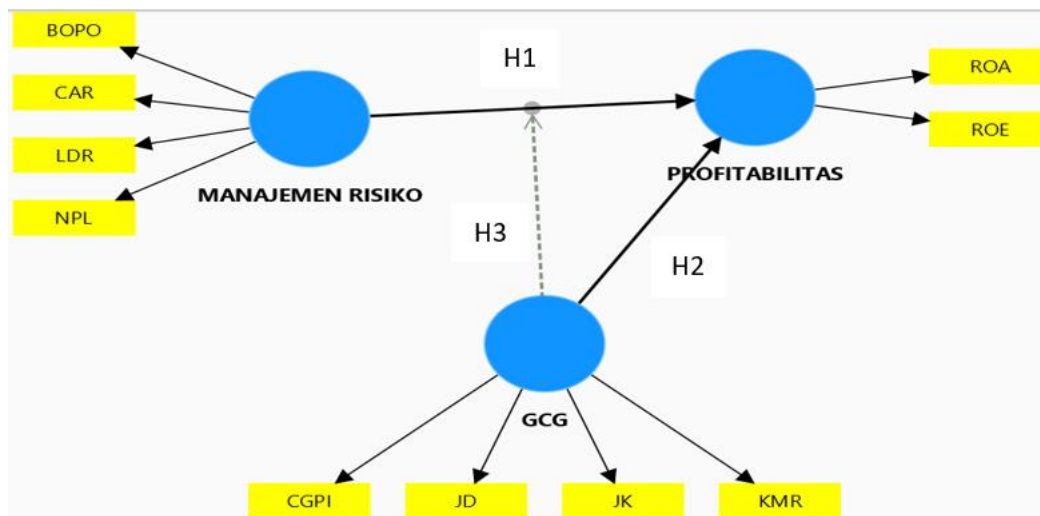 BOPO
CAR
LDR
NPL
MANAJEMEN RISIKO
H1
PROFITABILITAS
ROA
ROE
H3
H2
GCG
CGPI
JD
JK
KMR